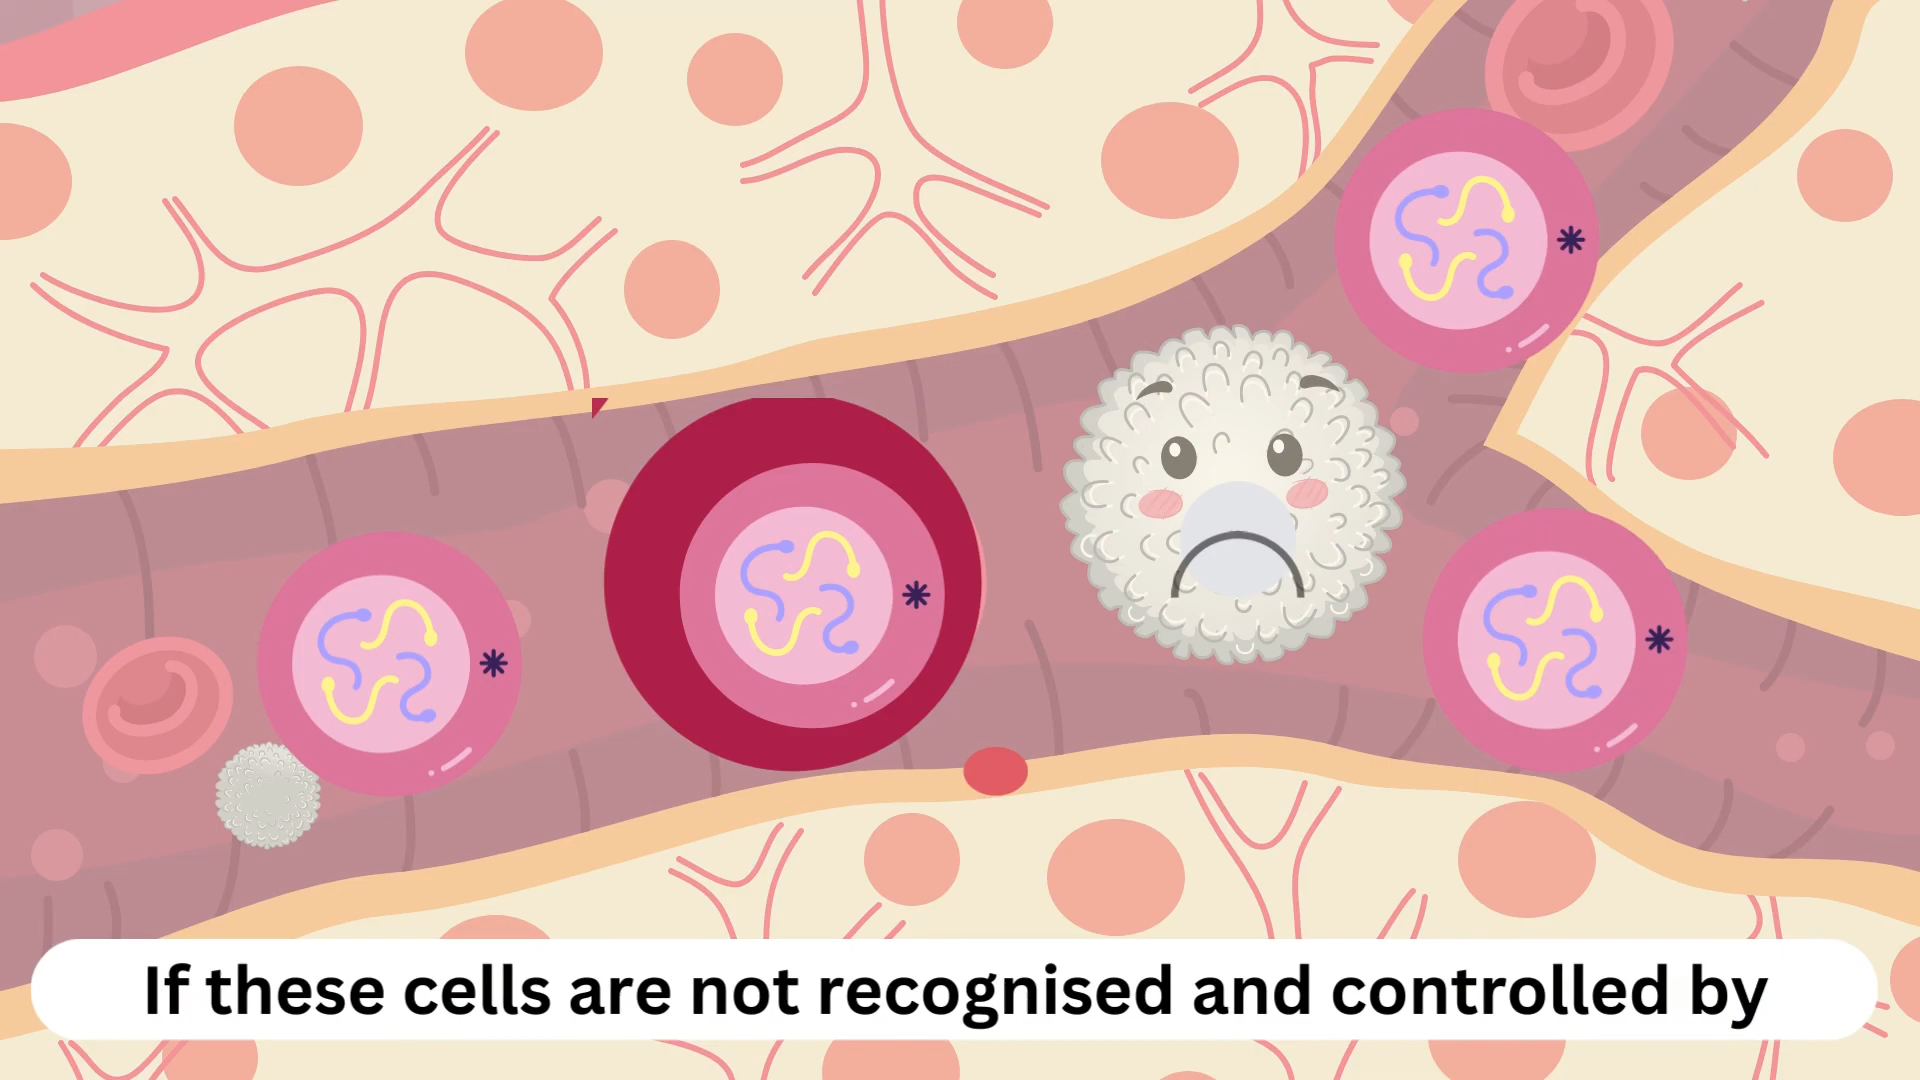 If these cells are not recognised and controlled by